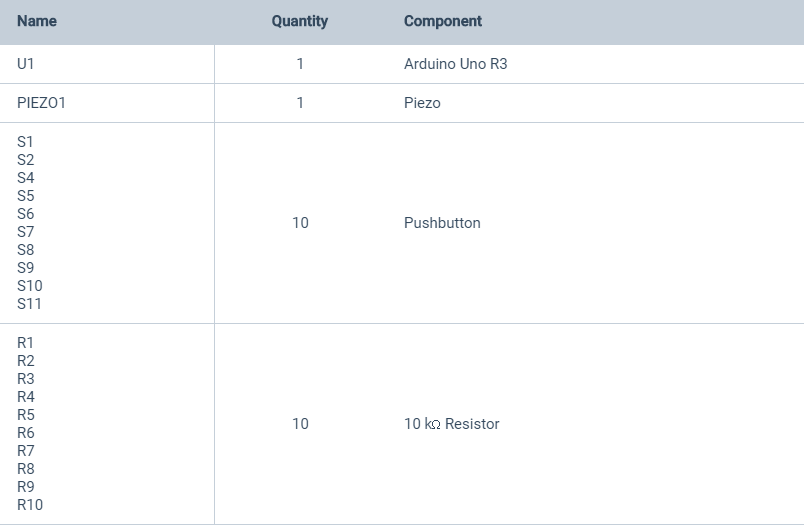 Name Quantity Component
U1 1 Arduino Uno R3
PIEZO1 1 Piezo
S1
S2
S4
S5
S6
S7
S8
S9
S10
S11
10 Pushbutton
R1
R2
R3
R4
R5
R6
R7
R8
R9
R10
10 10 kΩ Resistor